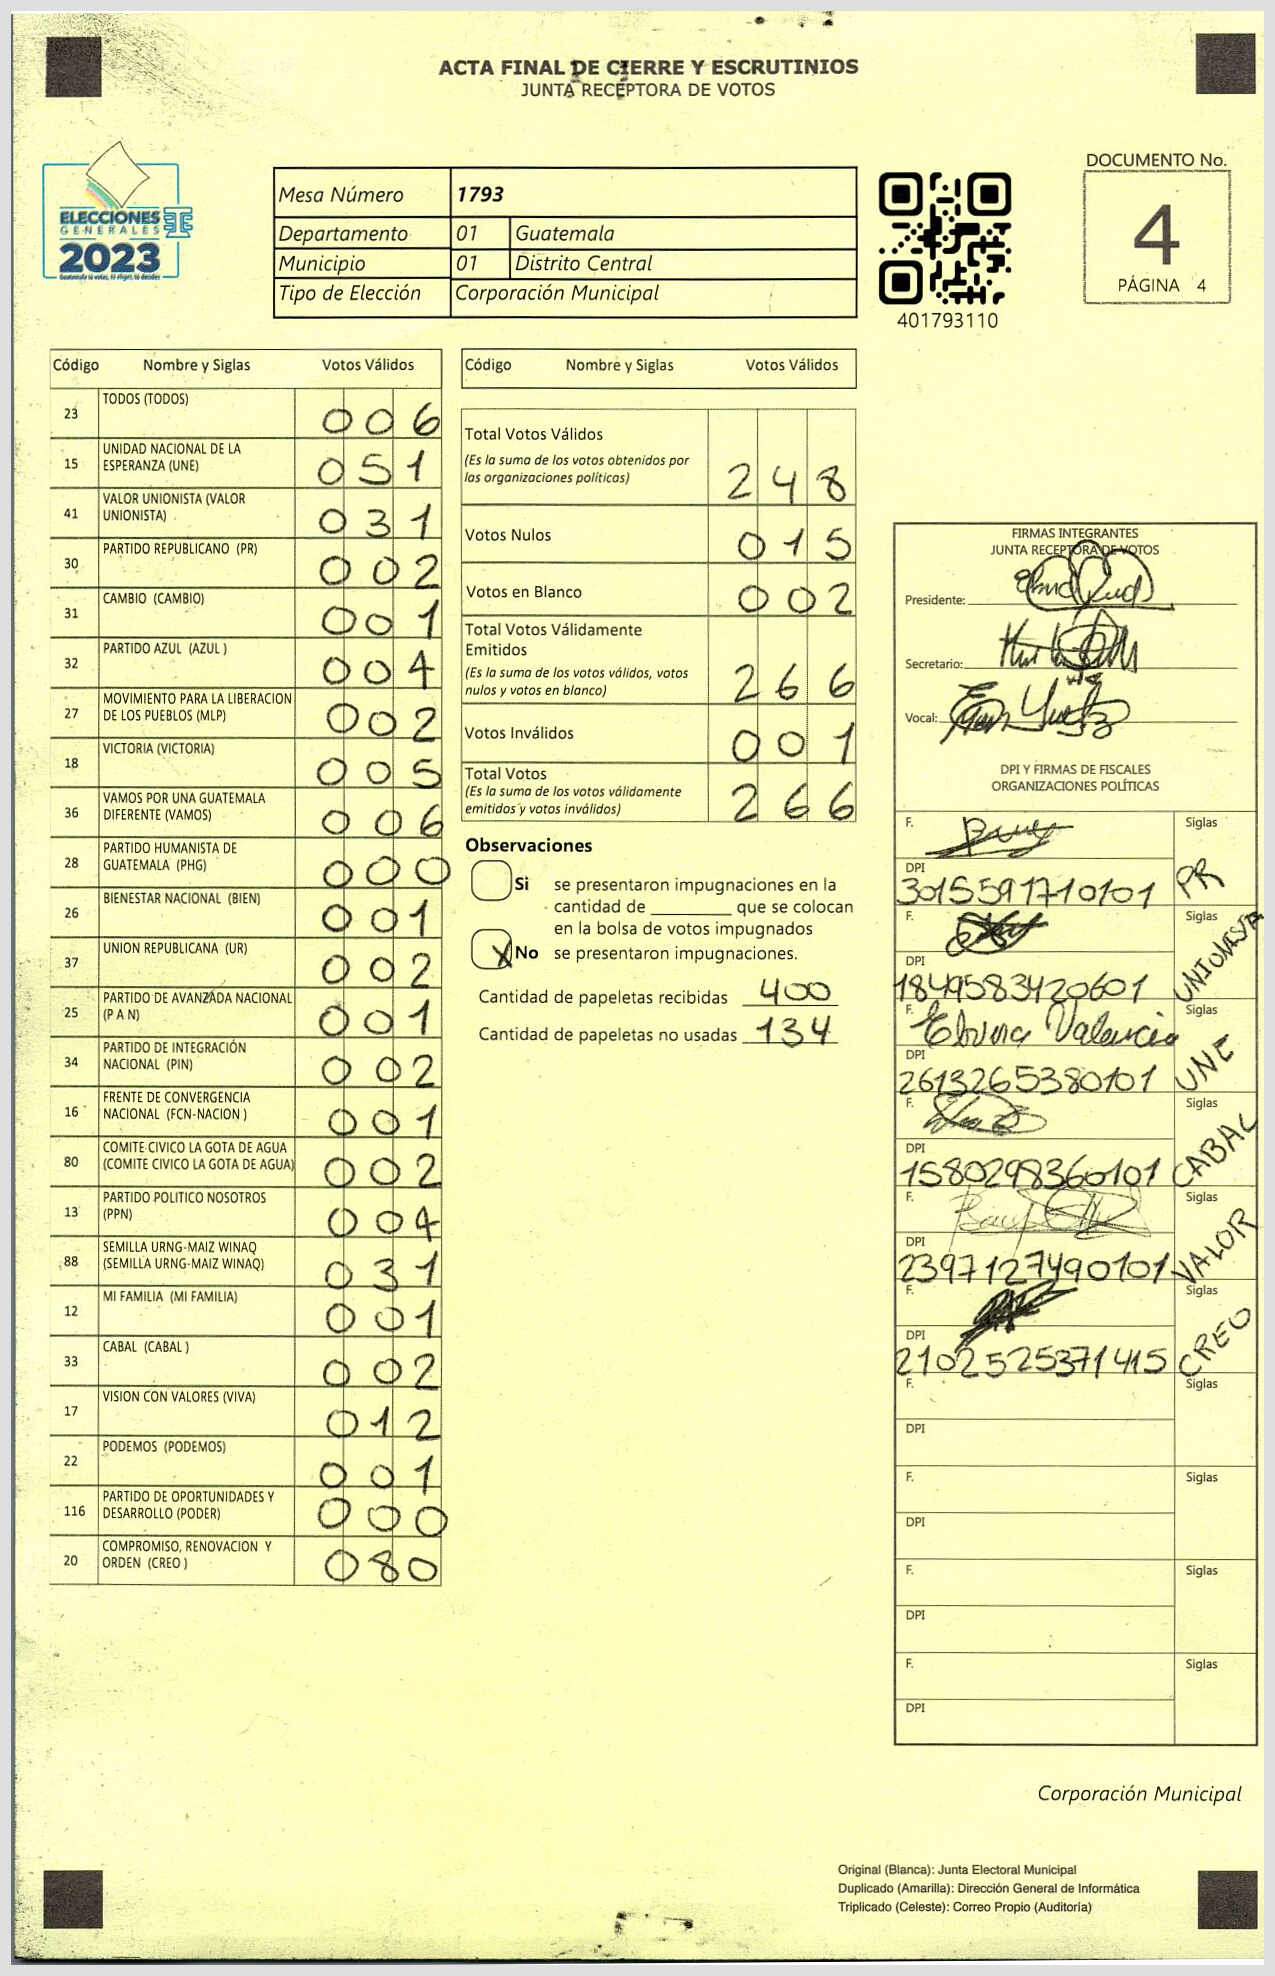 ACTA FINAL DE CIERRE Y ESCRUTINIOS
JUNTA RECEPTORA DE VOTOS
ELECCIONES
GENERALES
2023
Mesa Número 1793
Departamento 01 Guatemala
Municipio 01 Distrito Central
Tipo de Elección Corporación Municipal
401793110
DOCUMENTO No.
4
PÁGINA 4
Código Nombre y Siglas Votos Válidos
23 TODOS (TODOS) 006
15 UNIDAD NACIONAL DE LA
ESPERANZA (UNE) 051
41 VALOR UNIONISTA (VALOR
UNIONISTA) 031
30 PARTIDO REPUBLICANO (PR) 002
31 CAMBIO (CAMBIO) 001
32 PARTIDO AZUL (AZUL ) 004
27 MOVIMIENTO PARA LA LIBERACION
DE LOS PUEBLOS (MLP) 002
18 VICTORIA (VICTORIA) 005
36 VAMOS POR UNA GUATEMALA
DIFERENTE (VAMOS) 006
28 PARTIDO HUMANISTA DE
GUATEMALA (PHG) 000
26 BIENESTAR NACIONAL (BIEN) 001
37 UNION REPUBLICANA (UR) 002
25 PARTIDO DE AVANZADA NACIONAL
(P A N) 001
34 PARTIDO DE INTEGRACIÓN
NACIONAL (PIN) 002
16 FRENTE DE CONVERGENCIA
NACIONAL (FCN-NACION ) 001
80 COMITE CIVICO LA GOTA DE AGUA
(COMITE CIVICO LA GOTA DE AGUA) 002
13 PARTIDO POLITICO NOSOTROS
(PPN) 004
88 SEMILLA URNG-MAIZ WINAQ
(SEMILLA URNG-MAIZ WINAQ) 031
12 MI FAMILIA (MI FAMILIA) 001
33 CABAL (CABAL ) 002
17 VISION CON VALORES (VIVA) 012
22 PODEMOS (PODEMOS) 001
116 PARTIDO DE OPORTUNIDADES Y
DESARROLLO (PODER) 000
20 COMPROMISO, RENOVACION Y
ORDEN (CREO ) 080
Código Nombre y Siglas Votos Válidos
Total Votos Válidos
(Es la suma de los votos obtenidos por
las organizaciones políticas) 248
Votos Nulos 015
Votos en Blanco 002
Total Votos Válidamente
Emitidos
(Es la suma de los votos válidos, votos
nulos y votos en blanco) 266
Votos Inválidos 001
Total Votos
(Es la suma de los votos válidamente
emitidos y votos inválidos) 266
Observaciones
Si se presentaron impugnaciones en la
cantidad de ________ que se colocan
en la bolsa de votos impugnados
X No se presentaron impugnaciones.
Cantidad de papeletas recibidas 400
Cantidad de papeletas no usadas 134
FIRMAS INTEGRANTES
JUNTA RECEPTORA DE VOTOS
Presidente:
Secretario:
Vocal:
DPI Y FIRMAS DE FISCALES
ORGANIZACIONES POLÍTICAS
F. Siglas
DPI
3015591710101 PR
F. Siglas
DPI
1849583420601 UNIONISTA
F. Valencia Siglas
DPI
2613265380101 UNE
F. Siglas
DPI
1580298360101 CABAL
F. Siglas
DPI
2397127490101 VALOR
F. Siglas
DPI
2102525371415 CREO
F. Siglas
DPI
F. Siglas
DPI
F. Siglas
DPI
F. Siglas
DPI
Corporación Municipal
Original (Blanca): Junta Electoral Municipal
Duplicado (Amarilla): Dirección General de Informática
Triplicado (Celeste): Correo Propio (Auditoría)